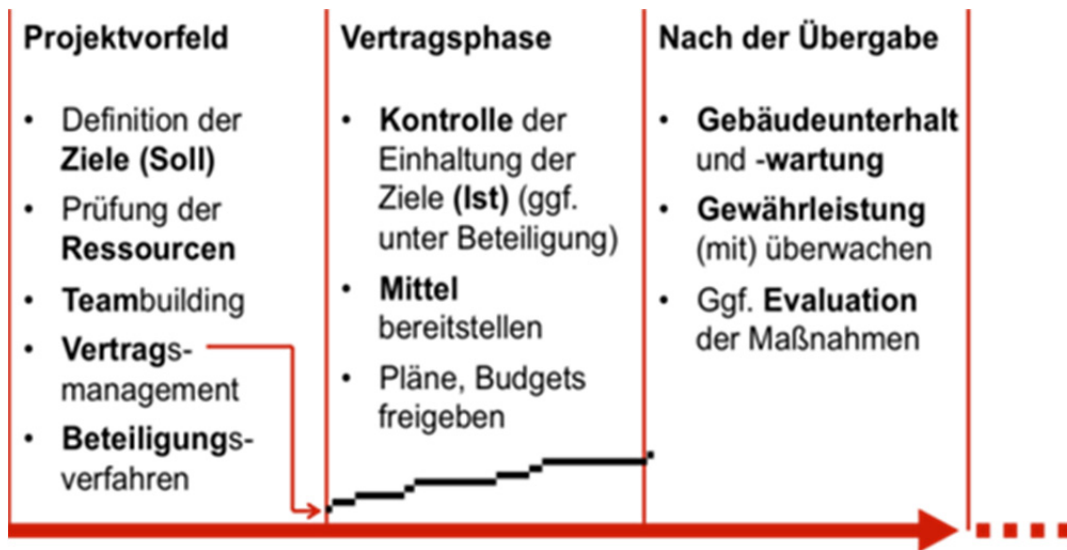 Projektvorfeld
• Definition der
Ziele (Soll)
• Prüfung der
Ressourcen
• Teambuilding
• Vertrags-
management
• Beteiligungs-
verfahren
Vertragsphase
• Kontrolle der
Einhaltung der
Ziele (Ist) (ggf.
unter Beteiligung)
• Mittel
bereitstellen
• Pläne, Budgets
freigeben
Nach der Übergabe
• Gebäudeunterhalt
und -wartung
• Gewährleistung
(mit) überwachen
• Ggf. Evaluation
der Maßnahmen